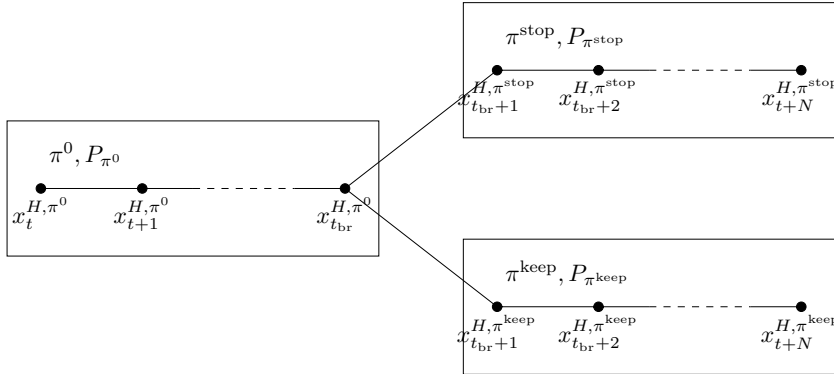 π^stop, P_{π^stop}
x_{t_br+1}^{H,π^stop} x_{t_br+2}^{H,π^stop} x_{t+N}^{H,π^stop}
π^0, P_{π^0}
x_t^{H,π^0} x_{t+1}^{H,π^0} x_{t_br}^{H,π^0}
π^keep, P_{π^keep}
x_{t_br+1}^{H,π^keep} x_{t_br+2}^{H,π^keep} x_{t+N}^{H,π^keep}